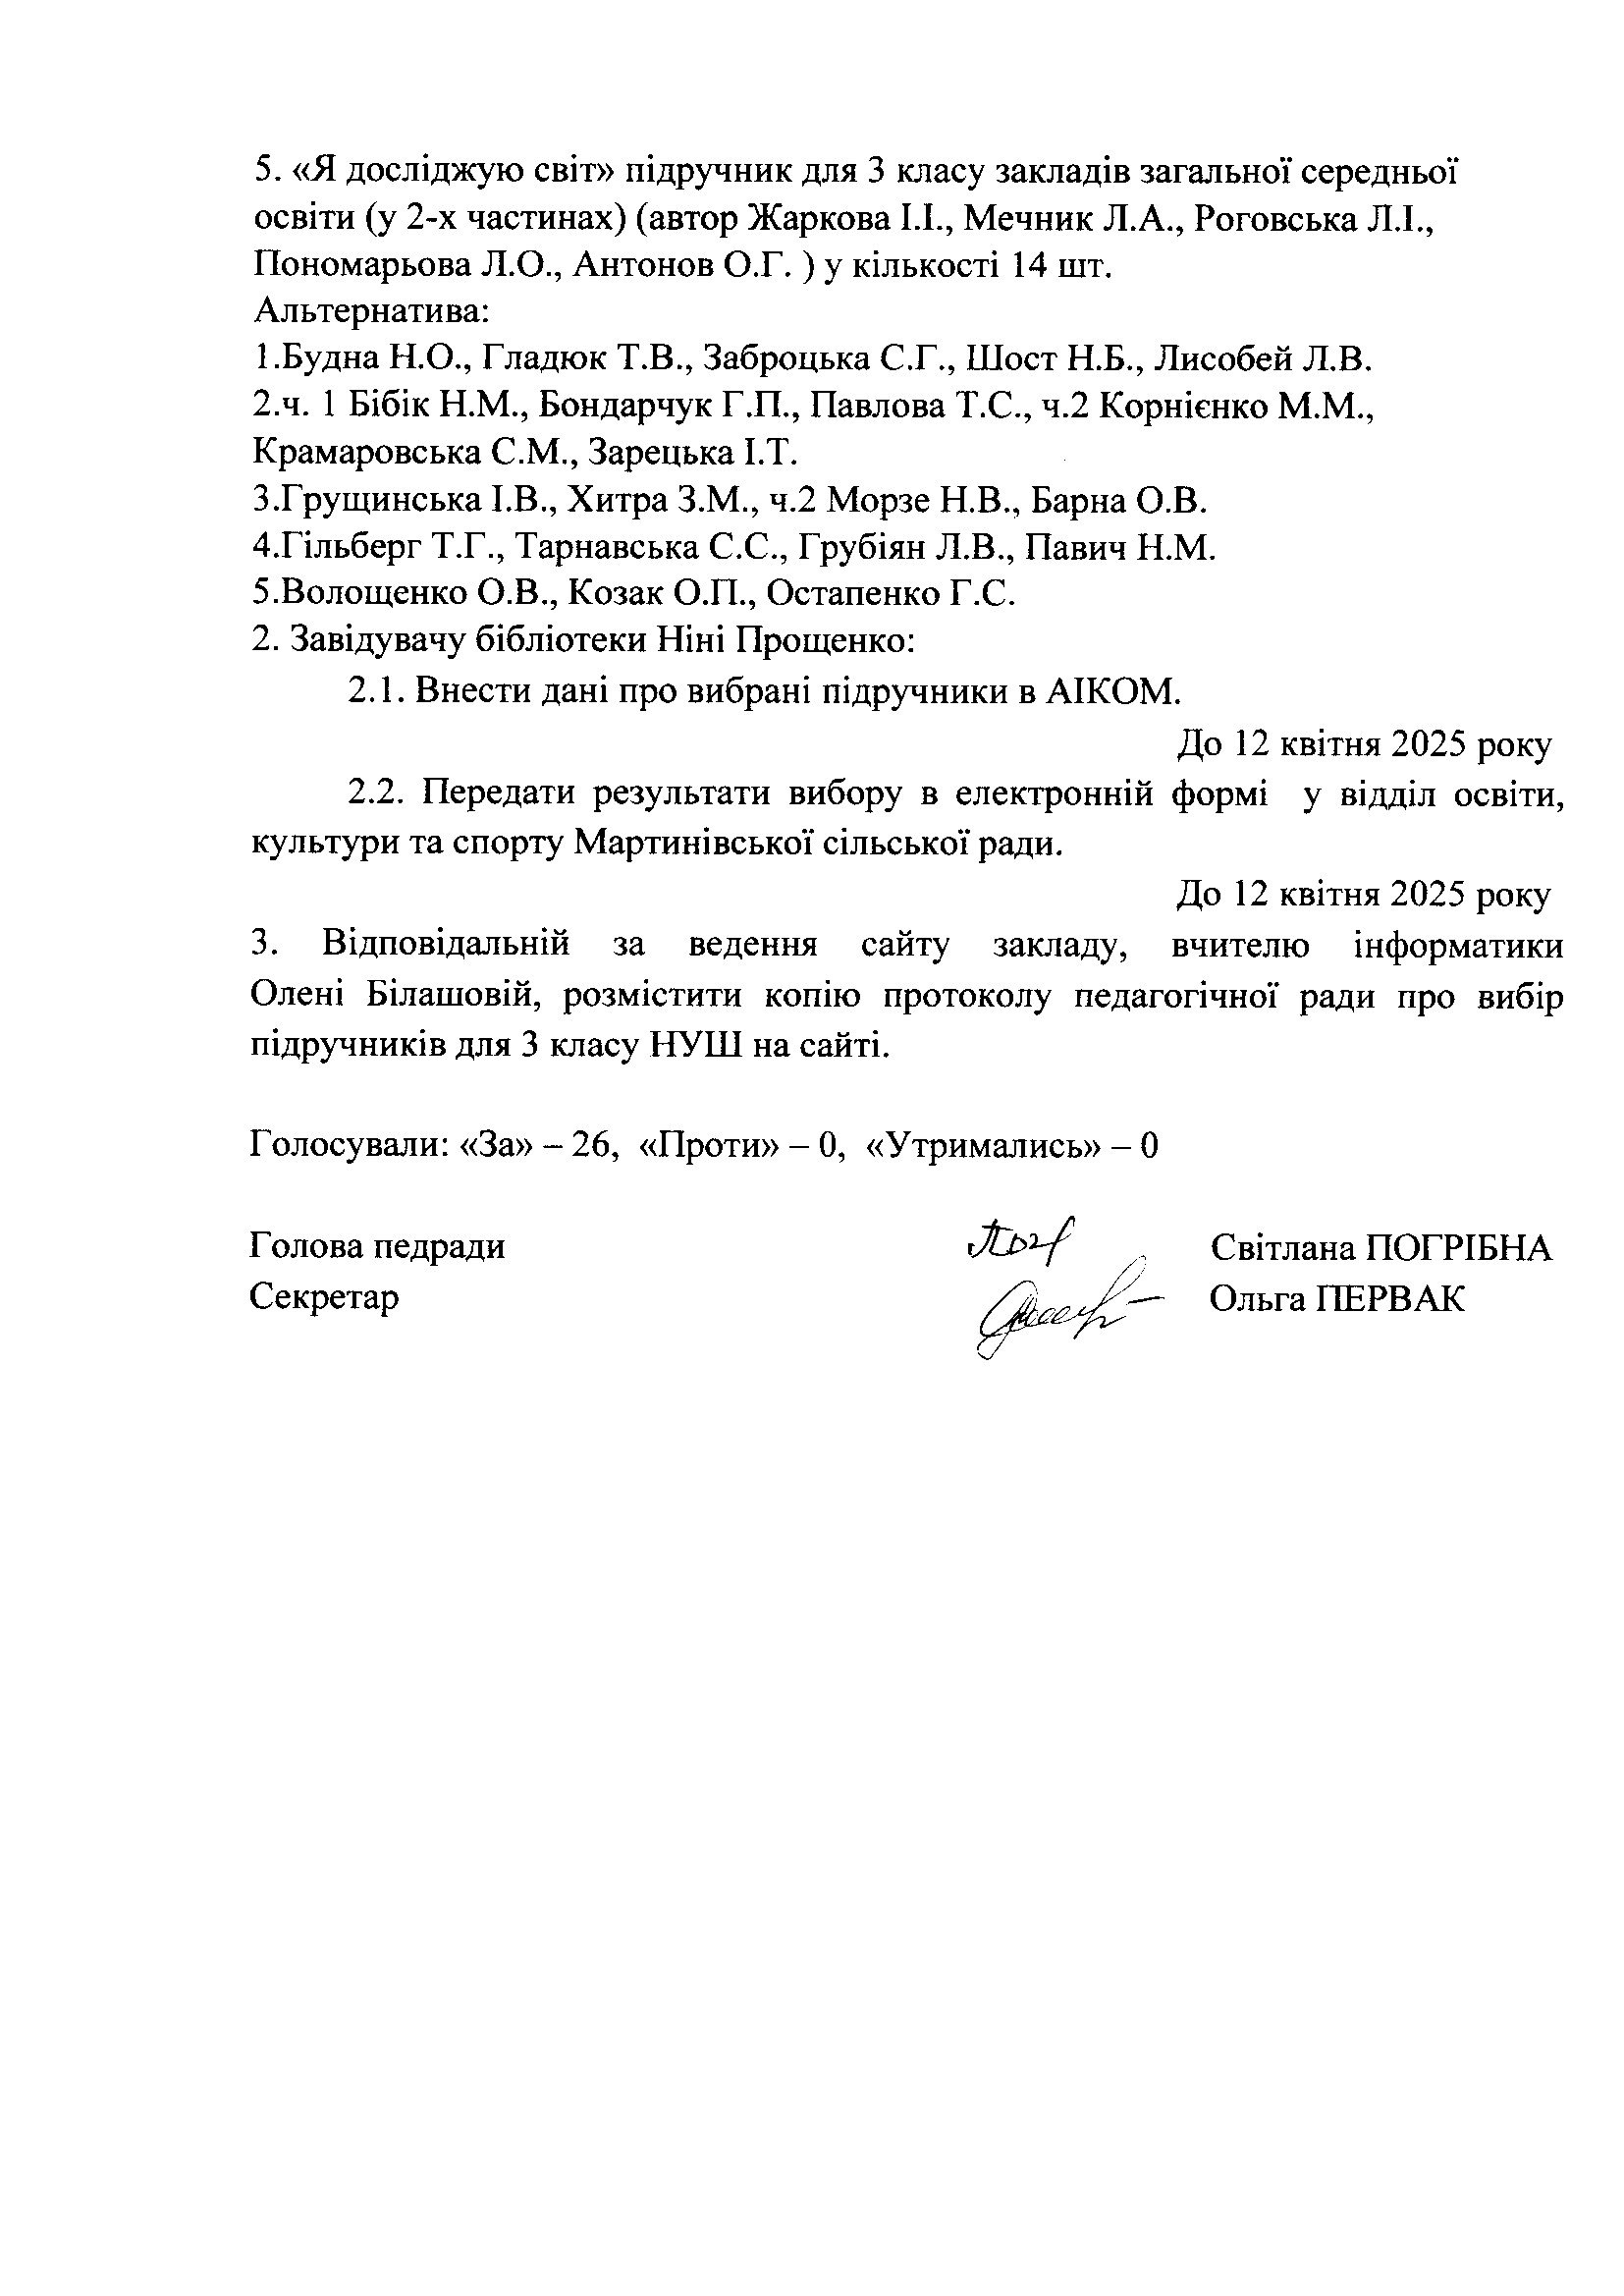 5. «Я досліджую світ» підручник для 3 класу закладів загальної середньої
освіти (у 2-х частинах) (автор Жаркова І.І., Мечник Л.А., Роговська Л.І.,
Пономарьова Л.О., Антонов О.Г. ) у кількості 14 шт.
Альтернатива:
1.Будна Н.О., Гладюк Т.В., Заброцька С.Г., Шост Н.Б., Лисобей Л.В.
2.ч. 1 Бібік Н.М., Бондарчук Г.П., Павлова Т.С., ч.2 Корнієнко М.М.,
Крамаровська С.М., Зарецька І.Т.
3.Грущинська І.В., Хитра З.М., ч.2 Морзе Н.В., Барна О.В.
4.Гільберг Т.Г., Тарнавська С.С., Грубіян Л.В., Павич Н.М.
5.Волощенко О.В., Козак О.П., Остапенко Г.С.
2. Завідувачу бібліотеки Ніні Прощенко:
2.1. Внести дані про вибрані підручники в АІКОМ.
До 12 квітня 2025 року
2.2. Передати результати вибору в електронній формі у відділ освіти,
культури та спорту Мартинівської сільської ради.
До 12 квітня 2025 року
3. Відповідальній за ведення сайту закладу, вчителю інформатики
Олені Білашовій, розмістити копію протоколу педагогічної ради про вибір
підручників для 3 класу НУШ на сайті.
Голосували: «За» – 26, «Проти» – 0, «Утримались» – 0
Голова педради Світлана ПОГРІБНА
Секретар Ольга ПЕРВАК